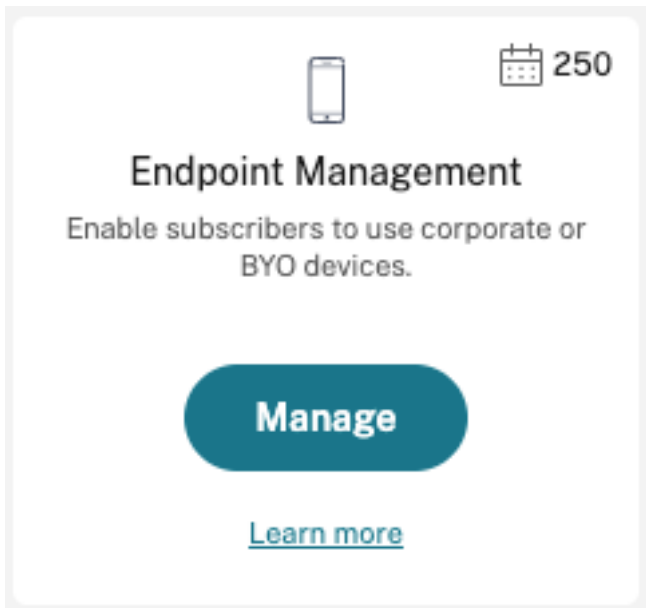 250
Endpoint Management
Enable subscribers to use corporate or
BYO devices.
Manage
Learn more